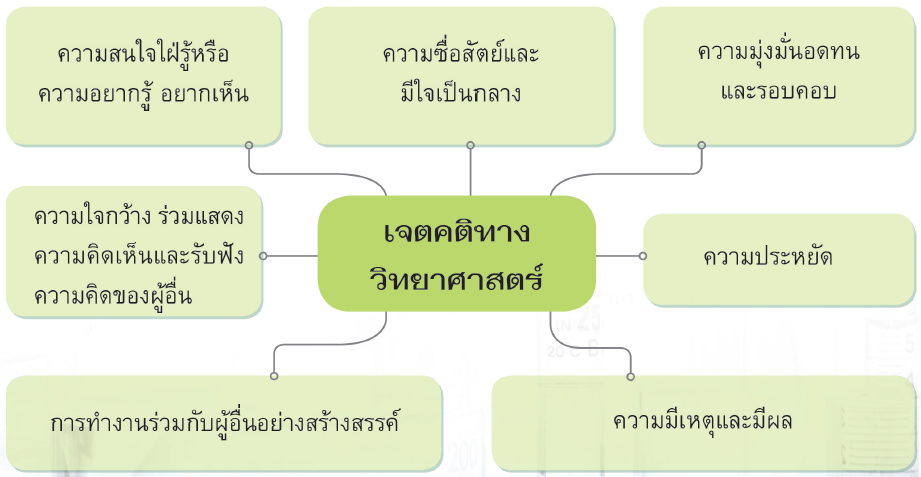 ความสนใจใฝ่รู้หรือ
ความอยากรู้ อยากเห็น
ความซื่อสัตย์และ
มีใจเป็นกลาง
ความมุ่งมั่นอดทน
และรอบคอบ
ความใจกว้าง ร่วมแสดง
ความคิดเห็นและรับฟัง
ความคิดของผู้อื่น
เจตคติทาง
วิทยาศาสตร์
ความประหยัด
การทำงานร่วมกับผู้อื่นอย่างสร้างสรรค์
ความมีเหตุและมีผล